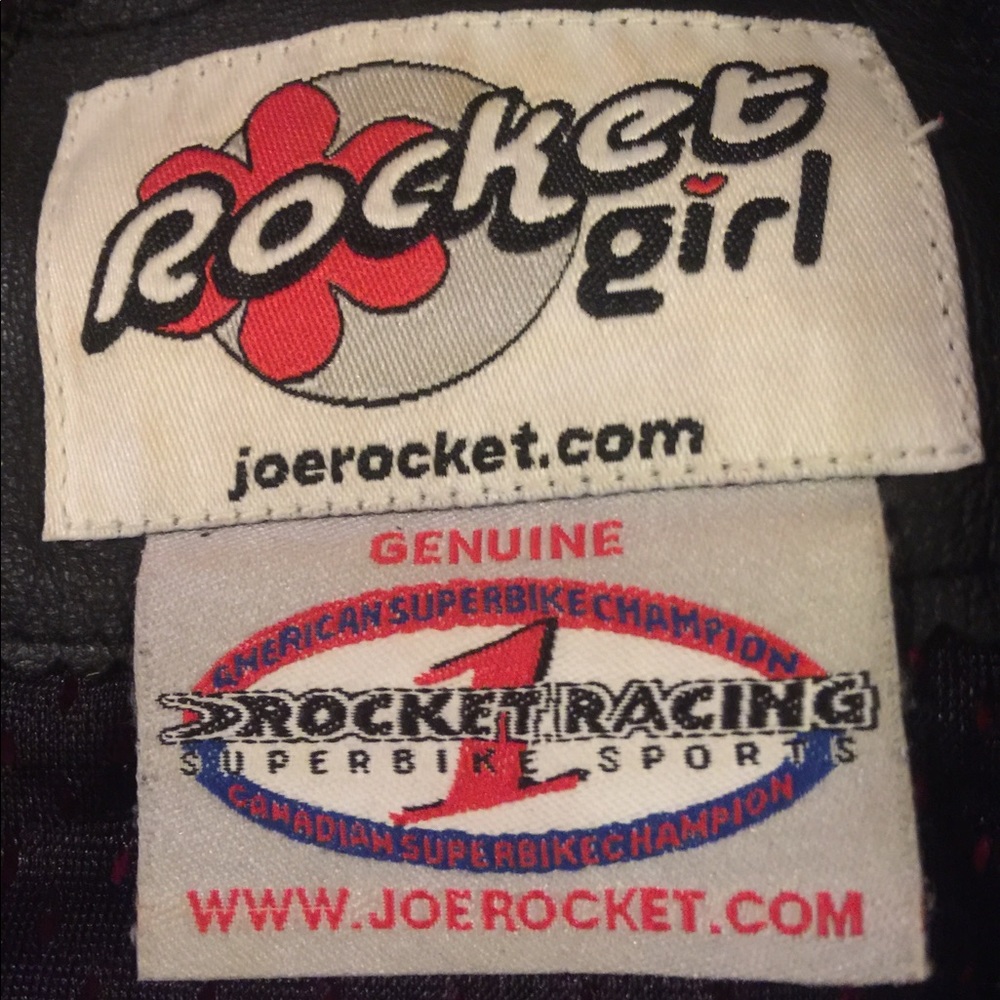 Rocket
girl
joerocket.com
GENUINE
AMERICAN SUPERBIKE CHAMPION
1
ROCKET RACING
SUPERBIKE SPORTS
CANADIAN SUPERBIKE CHAMPION
WWW.JOEROCKET.COM